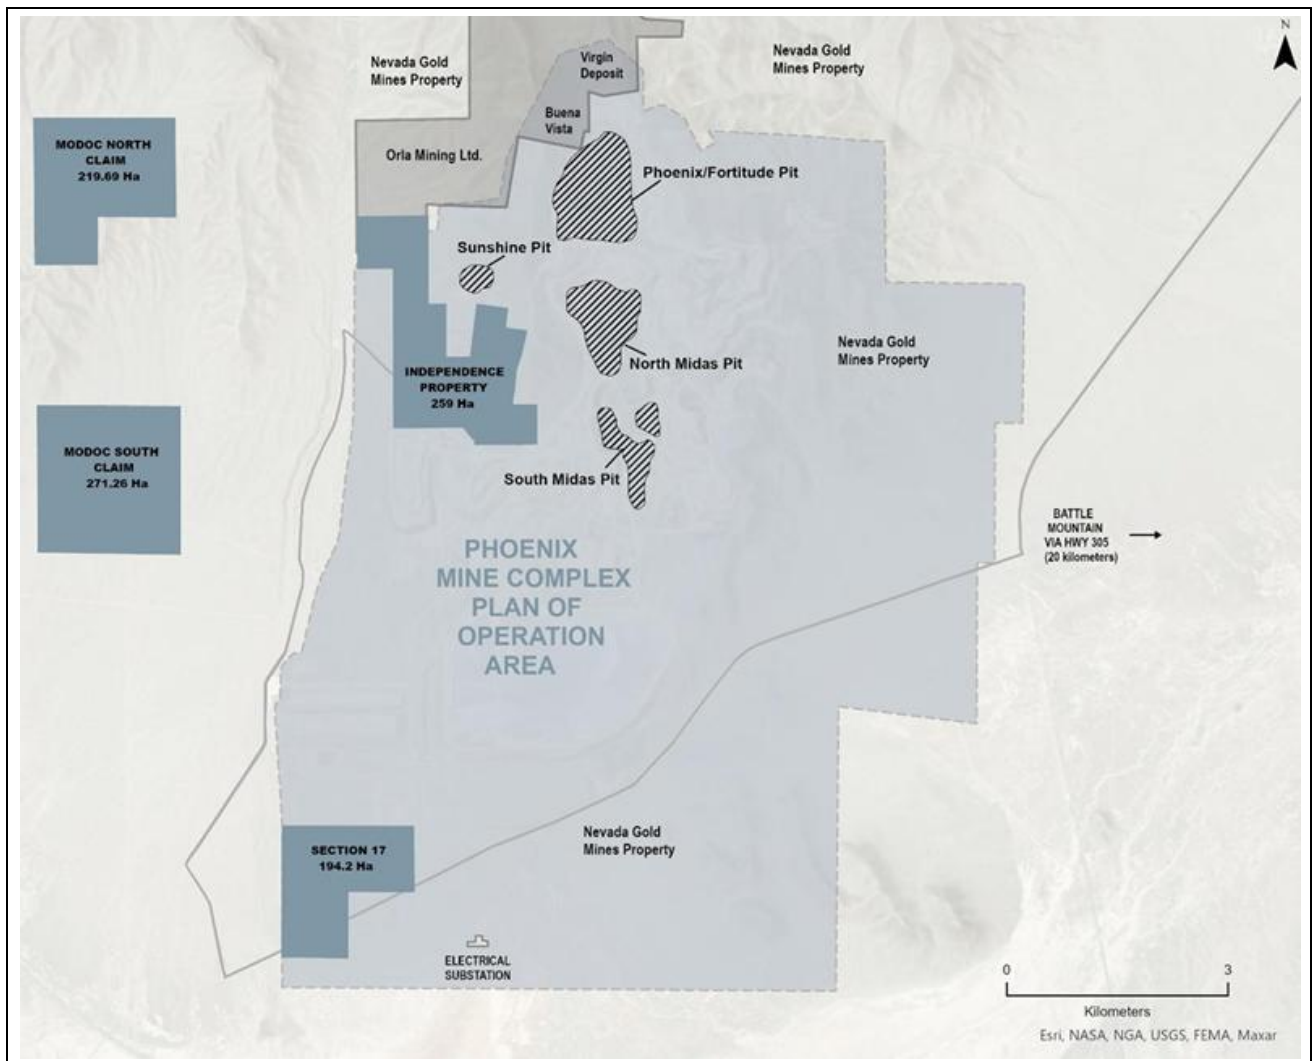 N
Nevada Gold
Mines Property
Virgin
Deposit
Nevada Gold
Mines Property
Buena
Vista
MODOC NORTH
CLAIM
219.69 Ha
Orla Mining Ltd.
Phoenix/Fortitude Pit
Sunshine Pit
Nevada Gold
Mines Property
North Midas Pit
INDEPENDENCE
PROPERTY
259 Ha
MODOC SOUTH
CLAIM
271.26 Ha
South Midas Pit
BATTLE
MOUNTAIN
VIA HWY 305
(20 kilometers)
PHOENIX
MINE COMPLEX
PLAN OF
OPERATION
AREA
Nevada Gold
Mines Property
SECTION 17
194.2 Ha
ELECTRICAL
SUBSTATION
0 3
Kilometers
Esri, NASA, NGA, USGS, FEMA, Maxar